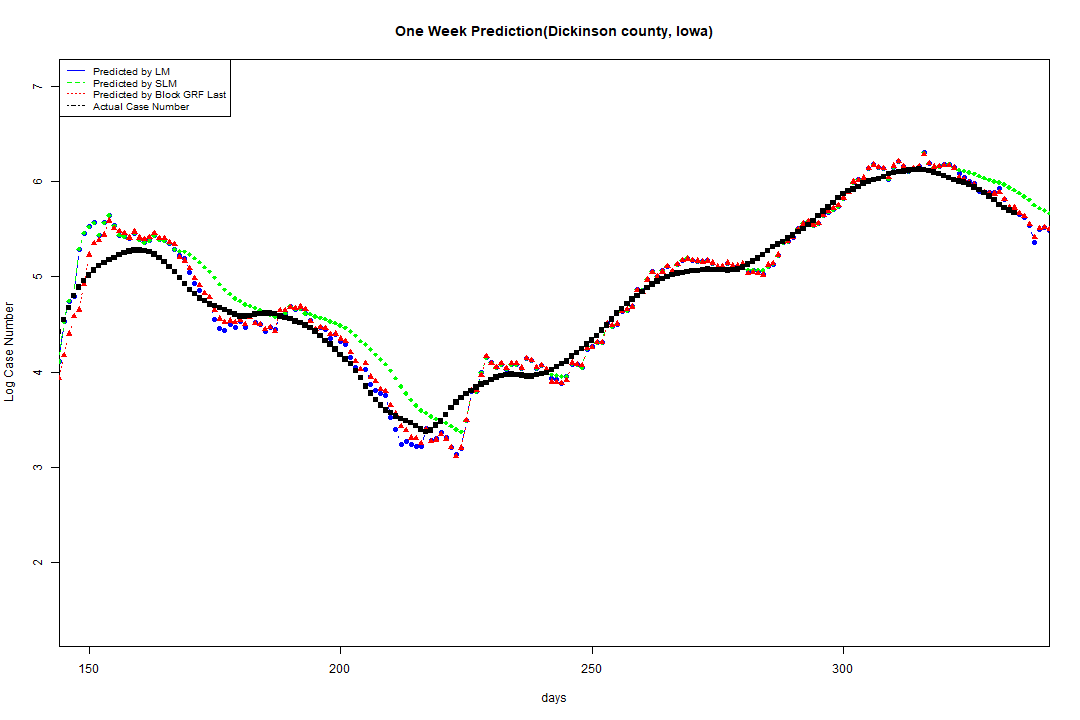 One Week Prediction(Dickinson county, Iowa)
Predicted by LM
Predicted by SLM
Predicted by Block GRF Last
Actual Case Number
7
6
5
4
3
2
Log Case Number
150 200 250 300
days